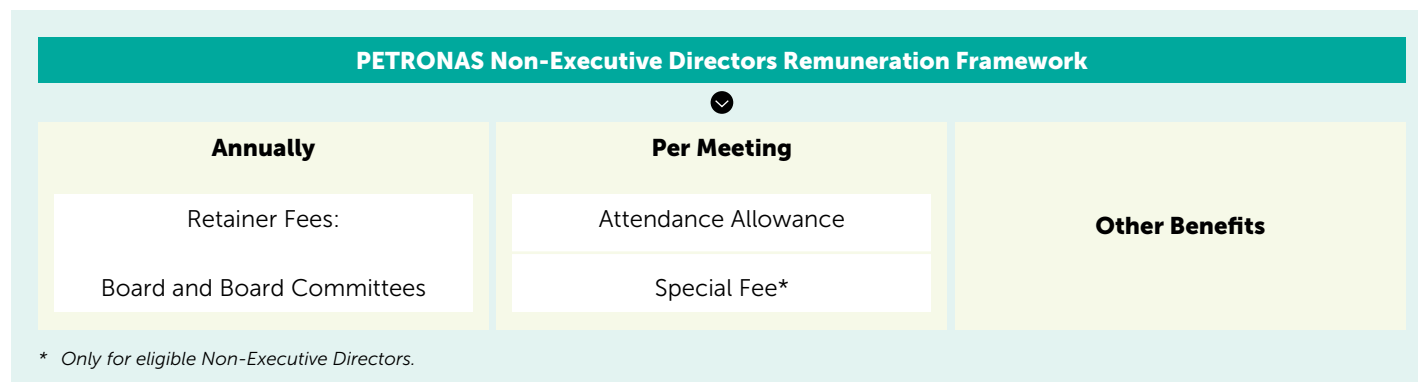 PETRONAS Non-Executive Directors Remuneration Framework
Annually
Retainer Fees:
Board and Board Committees
Per Meeting
Attendance Allowance
Special Fee*
Other Benefits
* Only for eligible Non-Executive Directors.